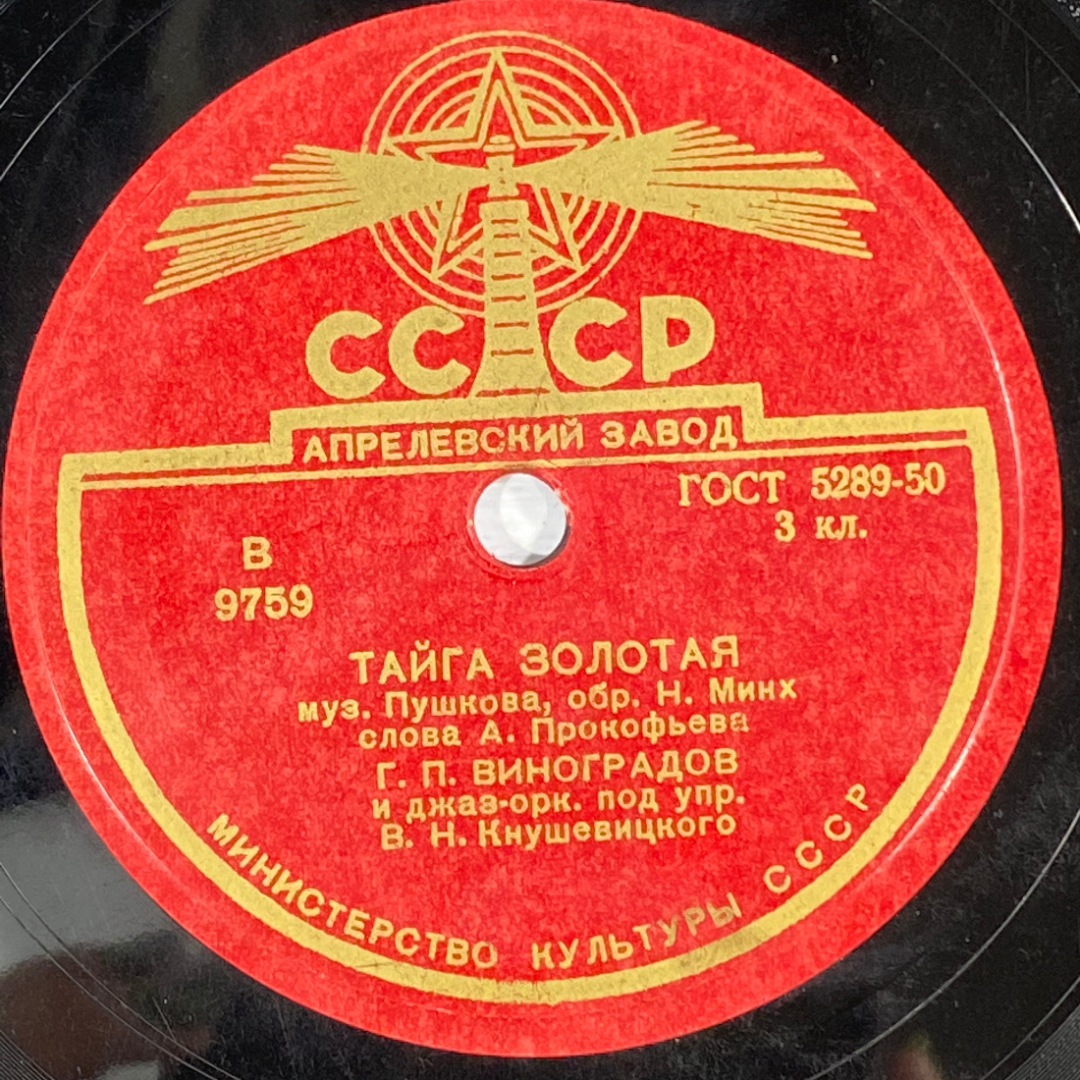 СССР
АПРЕЛЕВСКИЙ ЗАВОД
ГОСТ 5289-50
3 кл.
В
9759
ТАЙГА ЗОЛОТАЯ
муз. Пушкова, обр. Н. Минх
слова А. Прокофьева
Г. П. ВИНОГРАДОВ
и джаз-орк. под упр.
В. Н. Кнушевицкого
МИНИСТЕРСТВО КУЛЬТУРЫ СССР